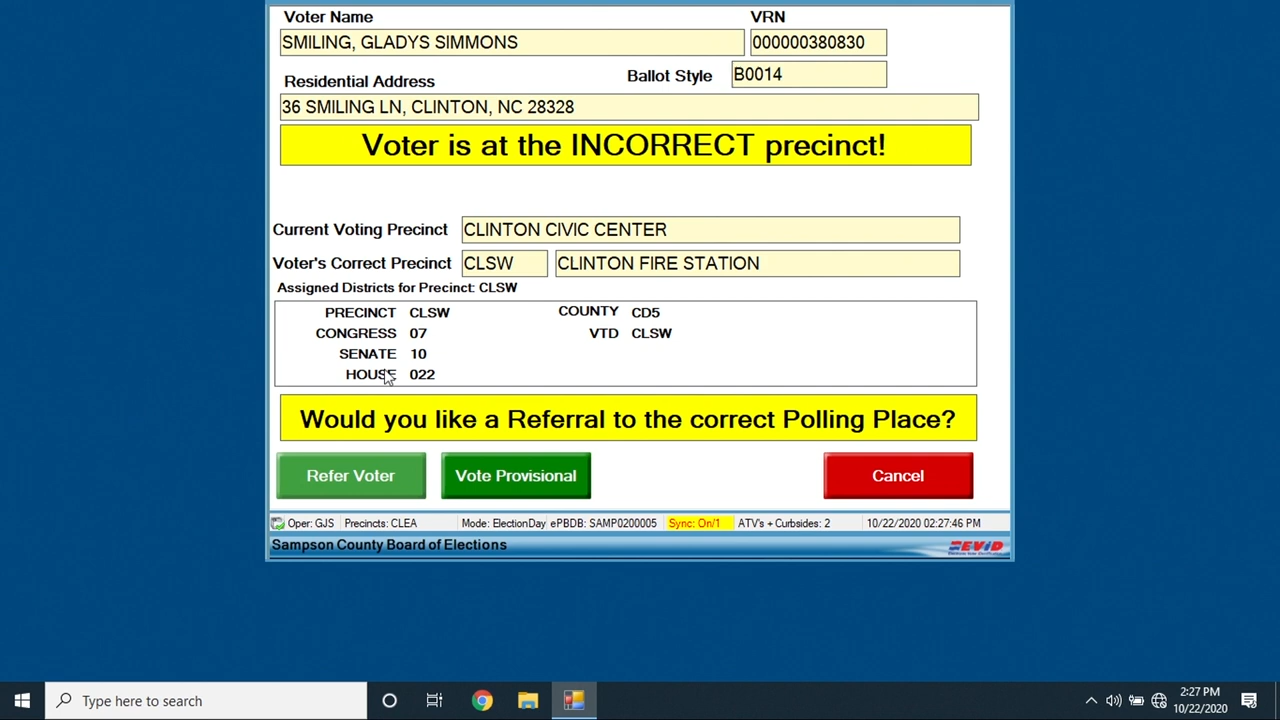 Voter Name VRN
SMILING, GLADYS SIMMONS 000000380830
Residential Address Ballot Style B0014
36 SMILING LN, CLINTON, NC 28328
Voter is at the INCORRECT precinct!
Current Voting Precinct CLINTON CIVIC CENTER
Voter's Correct Precinct CLSW CLINTON FIRE STATION
Assigned Districts for Precinct: CLSW
PRECINCT CLSW COUNTY CD5
CONGRESS 07 VTD CLSW
SENATE 10
HOUSE 022
Would you like a Referral to the correct Polling Place?
Refer Voter Vote Provisional Cancel
Oper: GJS Precincts: CLEA Mode: ElectionDay ePBDB: SAMP0200005 Sync: On/1 ATV's + Curbsides: 2 10/22/2020 02:27:46 PM
Sampson County Board of Elections EViD
Type here to search 2:27 PM
10/22/2020